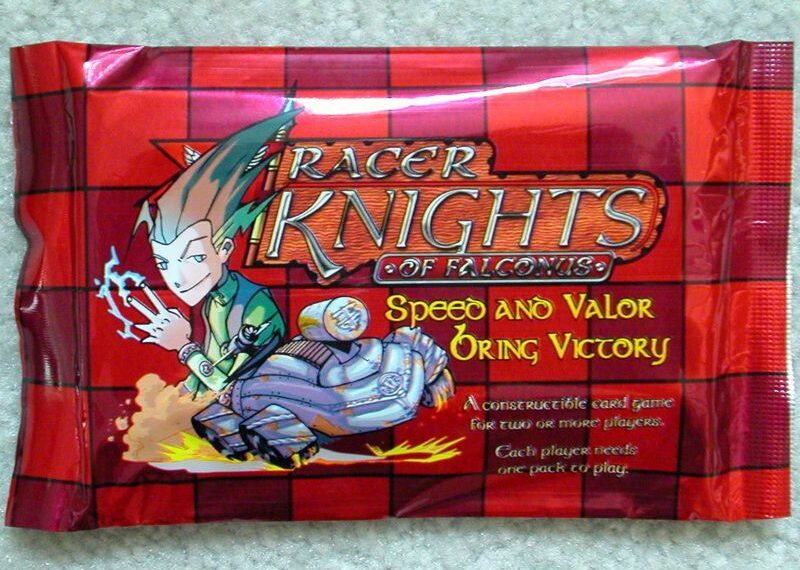 RACER
KNIGHTS
OF FALCONUS
Speed and Valor
bring Victory
A constructible card game
for two or more players.
Each player needs
one pack to play.